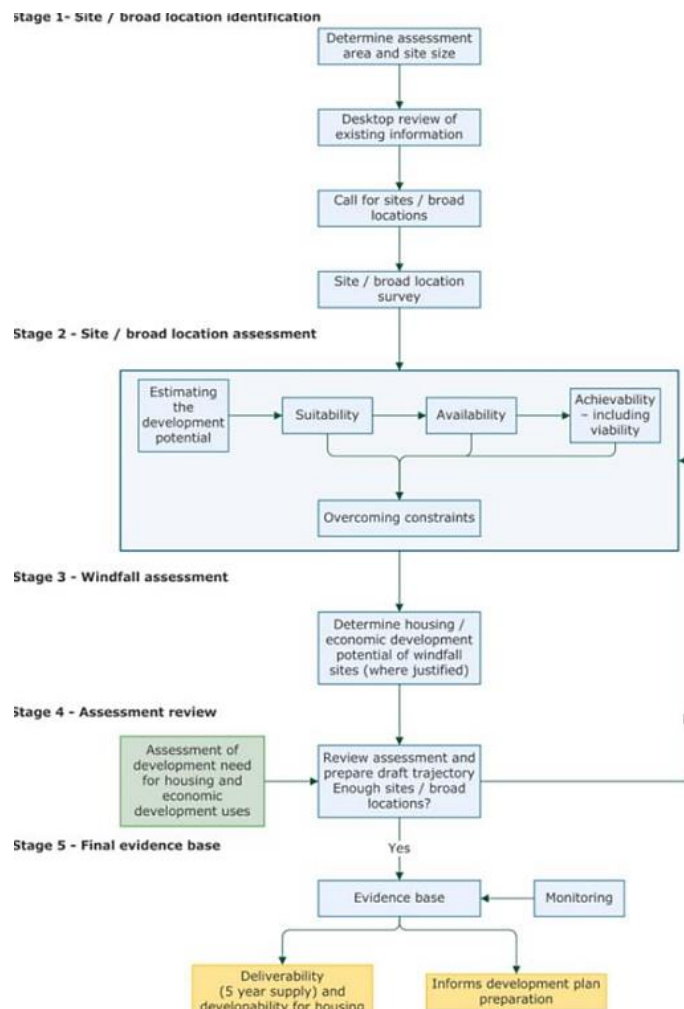 Stage 1- Site / broad location identification
Determine assessment
area and site size
Desktop review of
existing information
Call for sites / broad
locations
Site / broad location
survey
Stage 2 - Site / broad location assessment
Estimating
the
development
potential
Suitability
Availability
Achievability
– including
viability
Overcoming constraints
Stage 3 - Windfall assessment
Determine housing /
economic development
potential of windfall
sites (where justified)
Stage 4 - Assessment review
Assessment of
development need
for housing and
economic
development uses
Review assessment and
prepare draft trajectory
Enough sites / broad
locations?
Stage 5 - Final evidence base
Yes
Evidence base
Monitoring
Deliverability
(5 year supply) and
developability for housing
Informs development plan
preparation